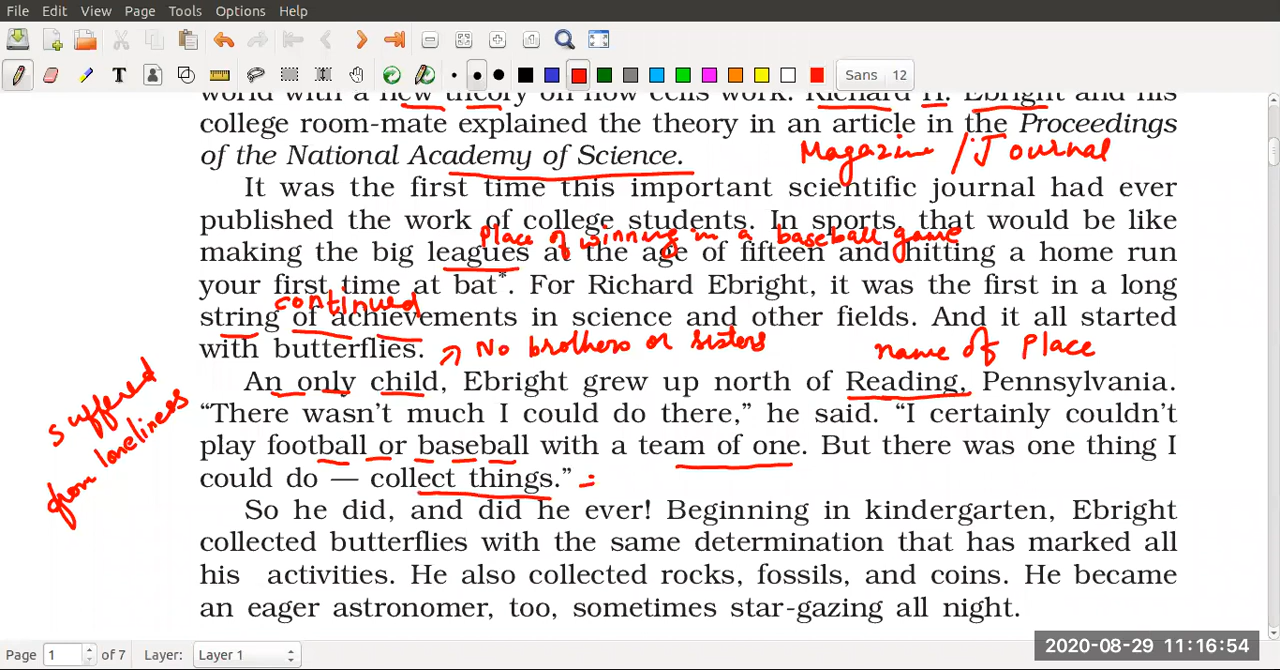 File Edit View Page Tools Options Help
T Sans 12
world with a new theory on how cells work. Richard H. Ebright and his
college room-mate explained the theory in an article in the Proceedings
of the National Academy of Science. Magazine / Journal
It was the first time this important scientific journal had ever
published the work of college students. In sports, that would be like
Place of winning in a baseball game
making the big leagues at the age of fifteen and hitting a home run
your first time at bat*. For Richard Ebright, it was the first in a long
continued
string of achievements in science and other fields. And it all started
with butterflies. No brothers or sisters name of Place
An only child, Ebright grew up north of Reading, Pennsylvania.
“There wasn’t much I could do there,” he said. “I certainly couldn’t
play football or baseball with a team of one. But there was one thing I
could do — collect things.” =
suffered
from loneliness
So he did, and did he ever! Beginning in kindergarten, Ebright
collected butterflies with the same determination that has marked all
his activities. He also collected rocks, fossils, and coins. He became
an eager astronomer, too, sometimes star-gazing all night.
Page 1 of 7 Layer: Layer 1
2020-08-29 11:16:54